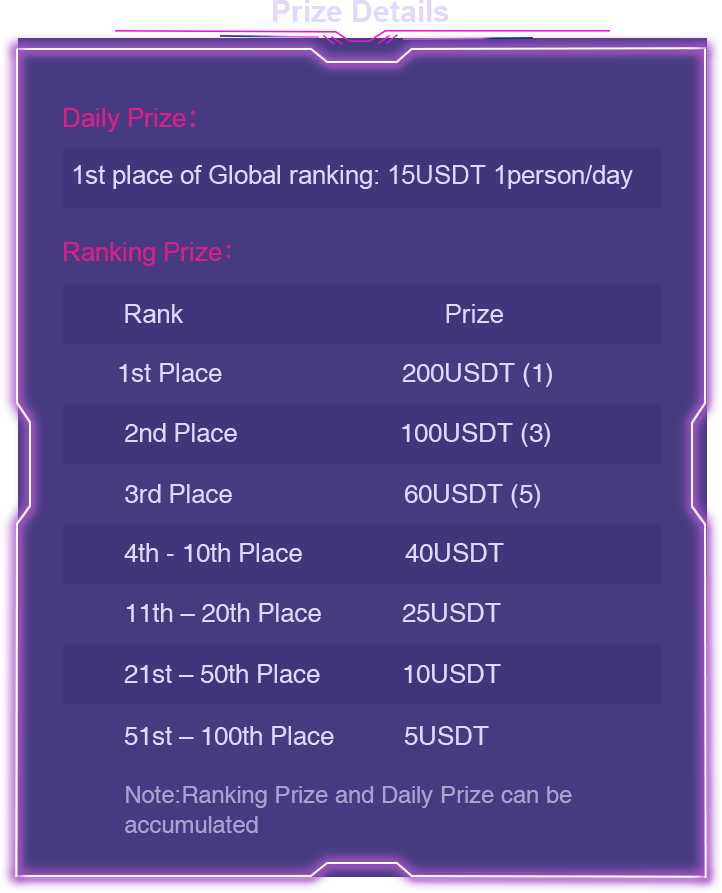 Prize Details
Daily Prize：
1st place of Global ranking: 15USDT 1person/day
Ranking Prize：
Rank Prize
1st Place 200USDT (1)
2nd Place 100USDT (3)
3rd Place 60USDT (5)
4th - 10th Place 40USDT
11th – 20th Place 25USDT
21st – 50th Place 10USDT
51st – 100th Place 5USDT
Note:Ranking Prize and Daily Prize can be
accumulated